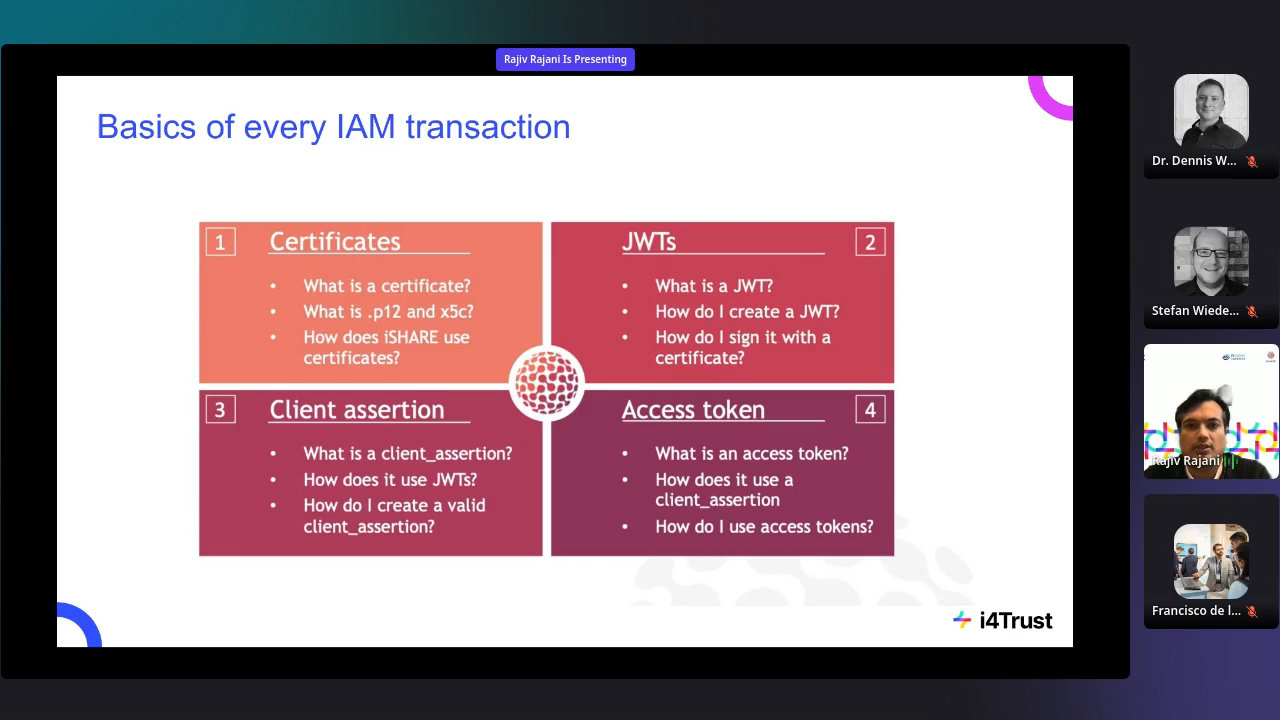 Rajiv Rajani Is Presenting
Basics of every IAM transaction
1
Certificates
• What is a certificate?
• What is .p12 and x5c?
• How does iSHARE use
certificates?
JWTs
2
• What is a JWT?
• How do I create a JWT?
• How do I sign it with a
certificate?
3
Client assertion
• What is a client_assertion?
• How does it use JWTs?
• How do I create a valid
client_assertion?
Access token
4
• What is an access token?
• How does it use a
client_assertion
• How do I use access tokens?
i4Trust
Dr. Dennis W...
Stefan Wiede...
Rajiv Rajani
Francisco de l...